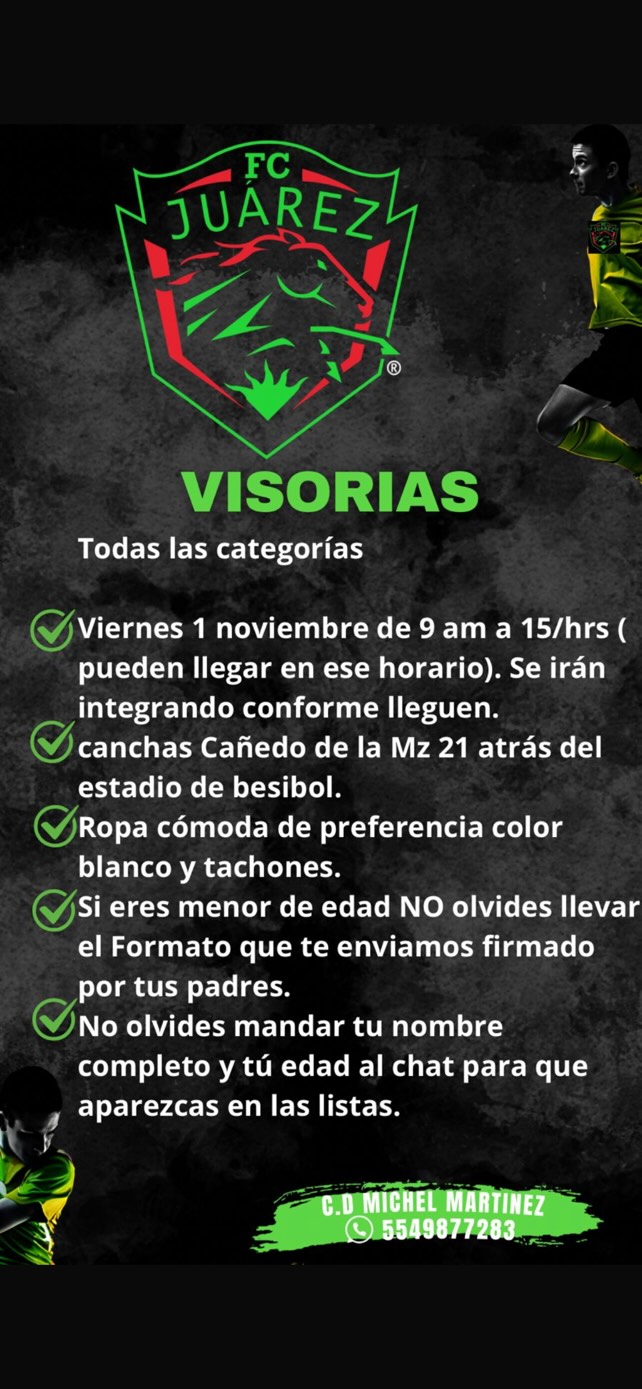 FC
JUÁREZ
®
VISORIAS
Todas las categorías
Viernes 1 noviembre de 9 am a 15/hrs (
pueden llegar en ese horario). Se irán
integrando conforme lleguen.
canchas Cañedo de la Mz 21 atrás del
estadio de besibol.
Ropa cómoda de preferencia color
blanco y tachones.
Si eres menor de edad NO olvides llevar
el Formato que te enviamos firmado
por tus padres.
No olvides mandar tu nombre
completo y tú edad al chat para que
aparezcas en las listas.
C.D MICHEL MARTINEZ
5549877283